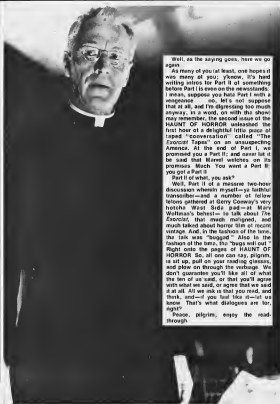 Well, as the saying goes, here we go
again.
As many of you (at least, one hopes it
was many of you; y'know, it's hard
writing intros for Part II of something
before Part I is even on the newsstands.
I mean, suppose you hate Part I with a
vengeance . . . no, let's not suppose
that at all, and I'm digressing too much
anyway, in a word, on with the show)
may remember, the second issue of the
HAUNT OF HORROR unleashed the
first hour of a delightful little piece of
taped "conversation" called "The
Exorcist Tapes" on an unsuspecting
America. At the end of Part I, we
promised you a Part II; and never let it
be said that Marvel welches on its
promises. Much. You want a Part II:
you get a Part II.
Part II of what, you ask?
Well, Part II of a massive two-hour
discussion wherein myself—ye faithful
transcriber—and a number of fellow
felons gathered at Gerry Conway's very
hotcha West Side pad—at Marv
Wolfman's behest—to talk about The
Exorcist, that much maligned, and
much talked about horror film of recent
vintage. And, in the fashion of the time,
the talk was "bugged." Also in the
fashion of the time, the "bugs will out."
Right onto the pages of HAUNT OF
HORROR. So, all one can say, pilgrim,
is sit up, pull on your reading glasses,
and plow on through the verbiage. We
don't guarantee you'll like all of what
the ten of us said, or that you'll agree
with what we said, or agree that we said
it at all. All we ask is that you read, and
think, and—if you feel like it—let us
know. That's what dialogues are for,
right?
Peace, pilgrim, enjoy the read-
through.